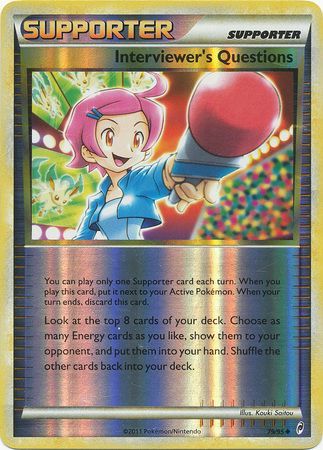 SUPPORTER SUPPORTER
Interviewer's Questions
You can play only one Supporter card each turn. When you
play this card, put it next to your Active Pokémon. When your
turn ends, discard this card.
Look at the top 8 cards of your deck. Choose as
many Energy cards as you like, show them to your
opponent, and put them into your hand. Shuffle the
other cards back into your deck.
Illus. Kouki Saitou
©2011 Pokémon/Nintendo 79/95